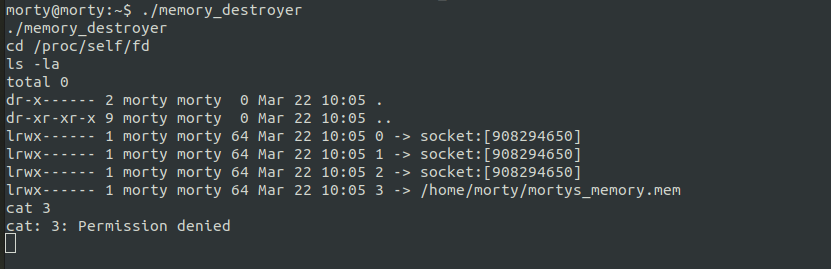 morty@morty:~$ ./memory_destroyer
./memory_destroyer
cd /proc/self/fd
ls -la
total 0
dr-x------ 2 morty morty  0 Mar 22 10:05 .
dr-xr-xr-x 9 morty morty  0 Mar 22 10:05 ..
lrwx------ 1 morty morty 64 Mar 22 10:05 0 -> socket:[908294650]
lrwx------ 1 morty morty 64 Mar 22 10:05 1 -> socket:[908294650]
lrwx------ 1 morty morty 64 Mar 22 10:05 2 -> socket:[908294650]
lrwx------ 1 morty morty 64 Mar 22 10:05 3 -> /home/morty/mortys_memory.mem
cat 3
cat: 3: Permission denied